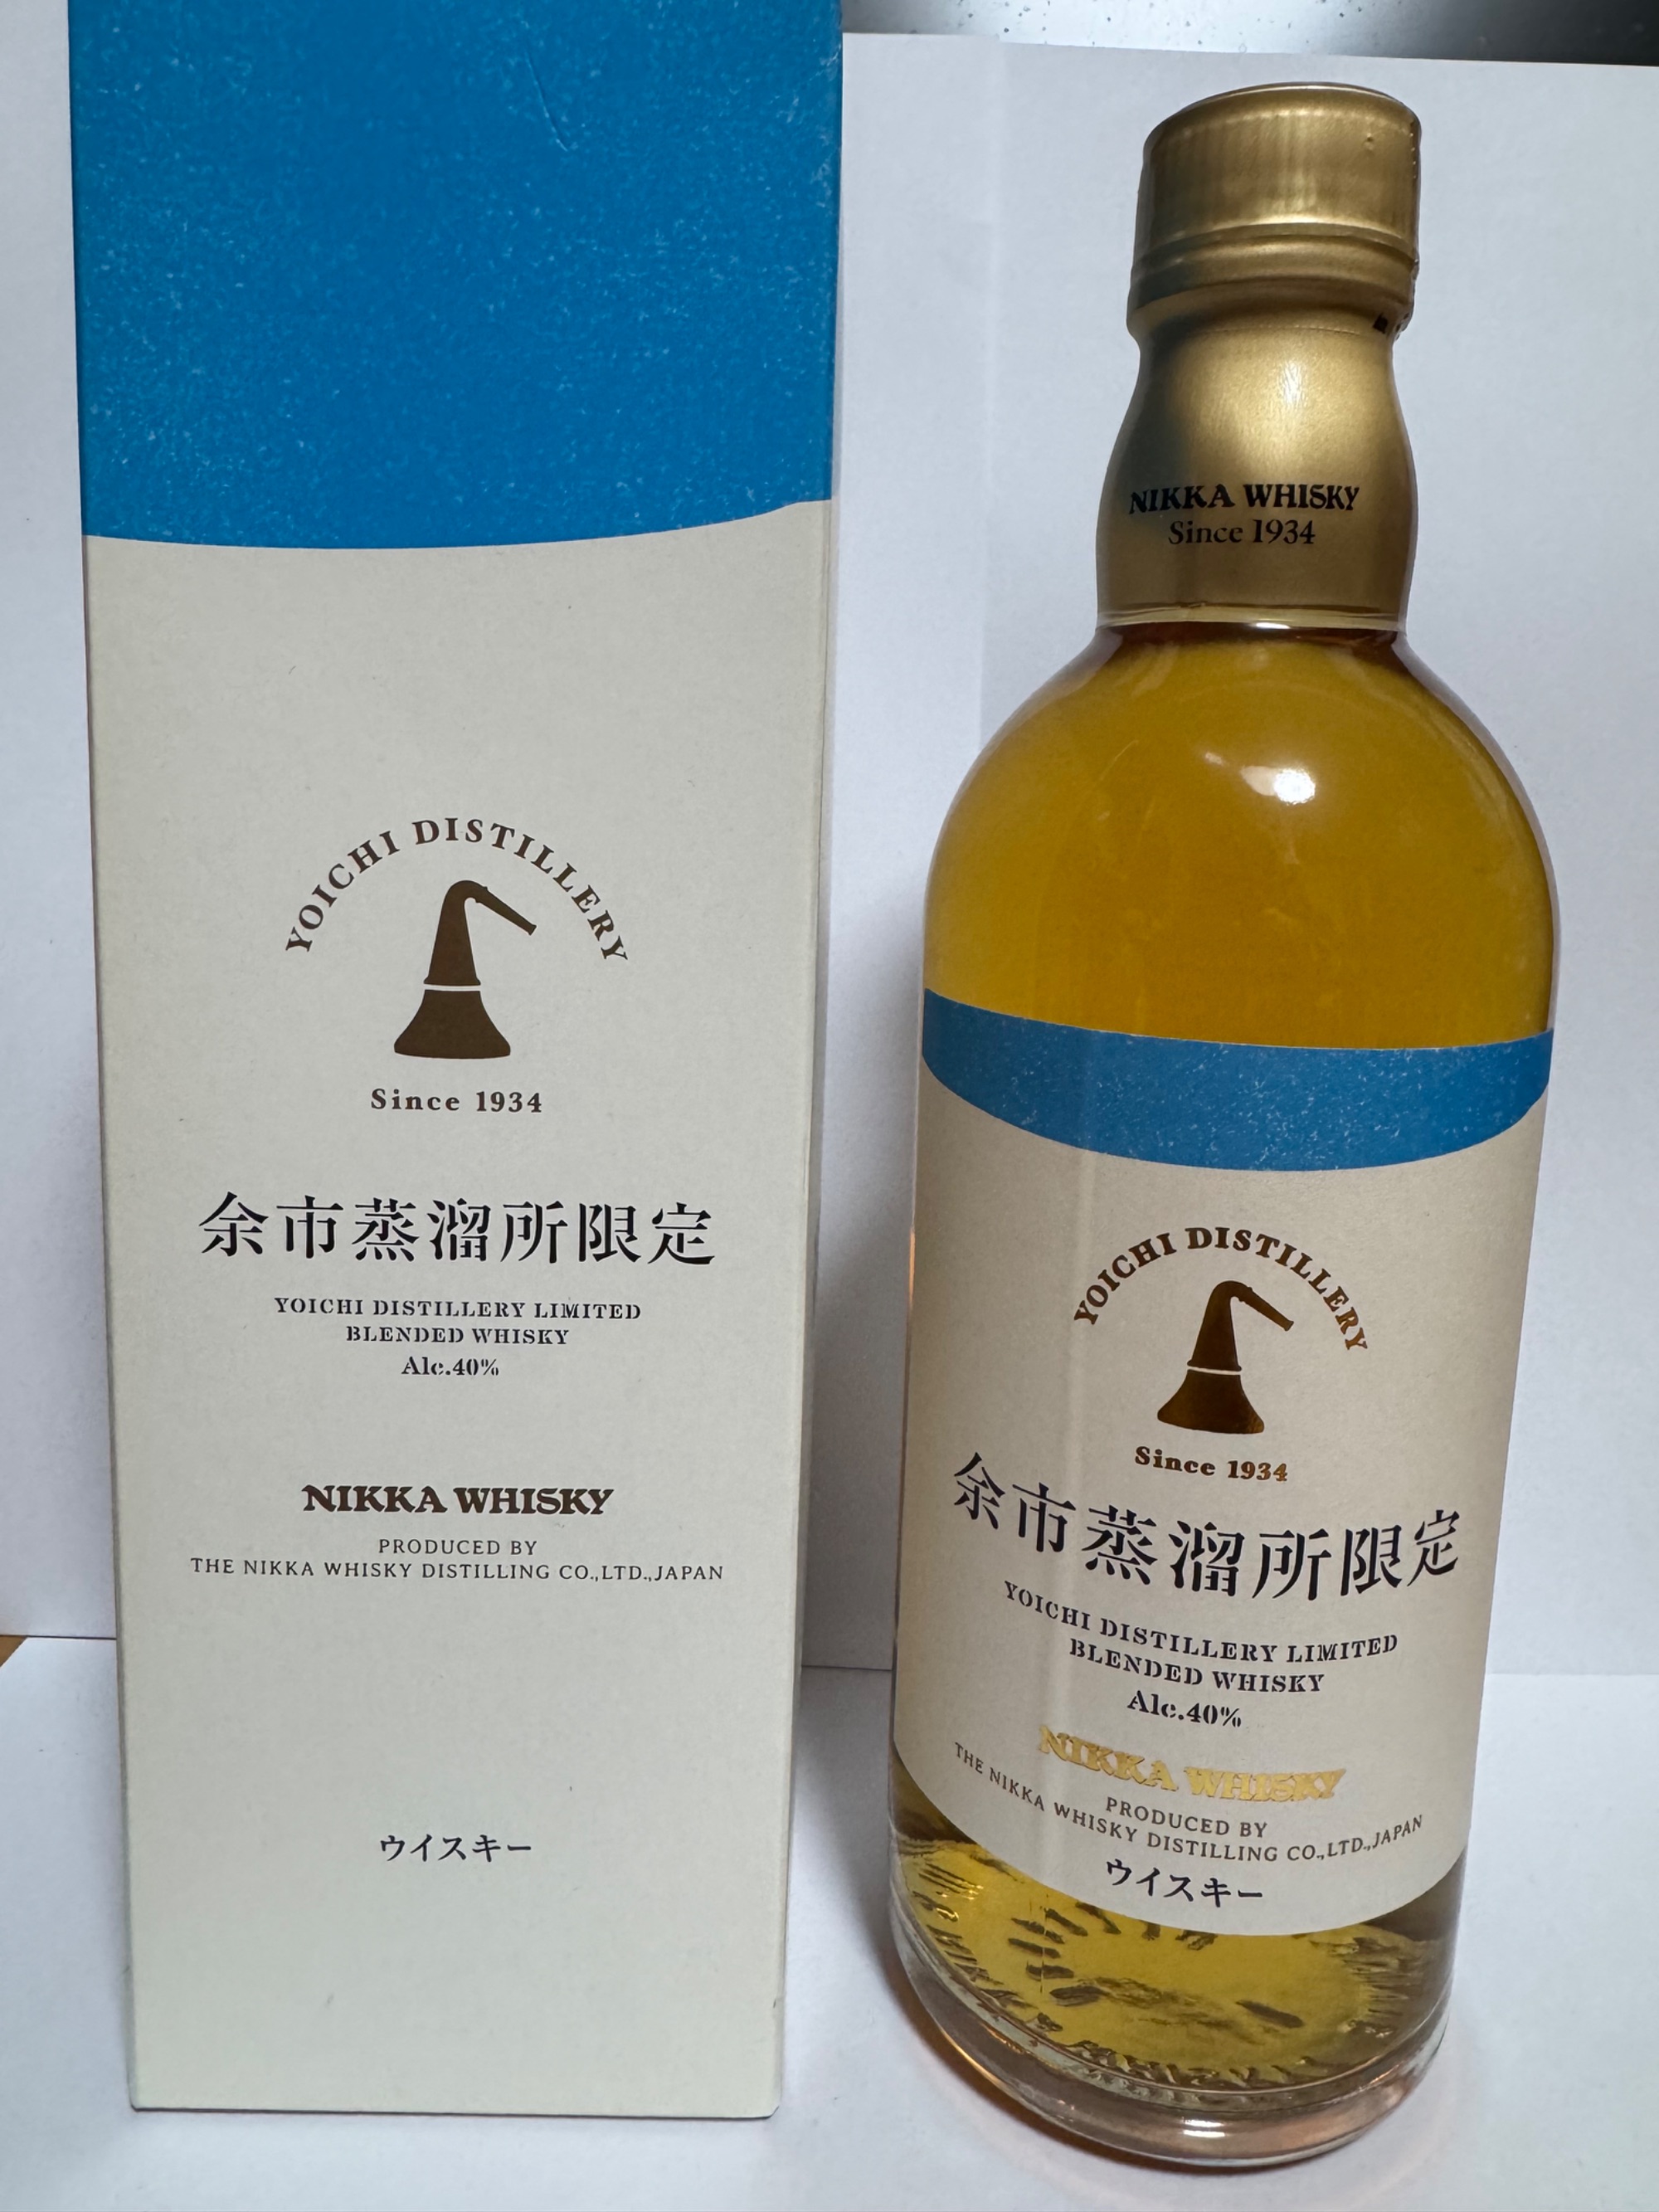 YOICHI DISTILLERY
Since 1934
余市蒸溜所限定
YOICHI DISTILLERY LIMITED
BLENDED WHISKY
Alc.40%
NIKKA WHISKY
PRODUCED BY
THE NIKKA WHISKY DISTILLING CO.,LTD.,JAPAN
ウイスキー
NIKKA WHISKY
Since 1934
YOICHI DISTILLERY
Since 1934
余市蒸溜所限定
YOICHI DISTILLERY LIMITED
BLENDED WHISKY
Alc.40%
NIKKA WHISKY
PRODUCED BY
THE NIKKA WHISKY DISTILLING CO.,LTD.,JAPAN
ウイスキー